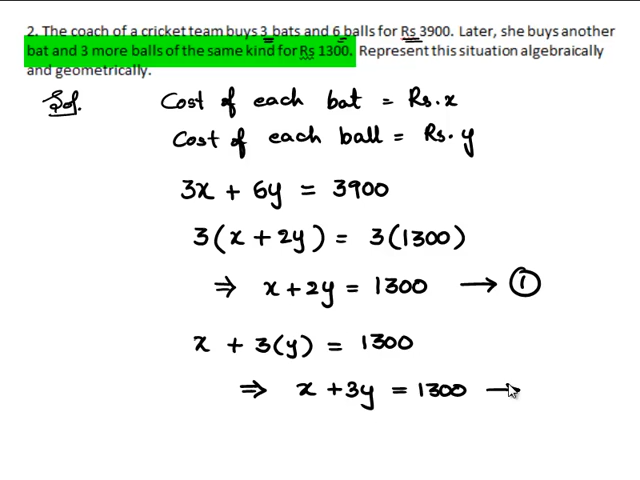 2. The coach of a cricket team buys 3 bats and 6 balls for Rs 3900. Later, she buys another
bat and 3 more balls of the same kind for Rs 1300. Represent this situation algebraically
and geometrically.
Sol. Cost of each bat = Rs. x
Cost of each ball = Rs. y
3x + 6y = 3900
3(x + 2y) = 3(1300)
⇒ x + 2y = 1300 → ①
x + 3(y) = 1300
⇒ x + 3y = 1300 →